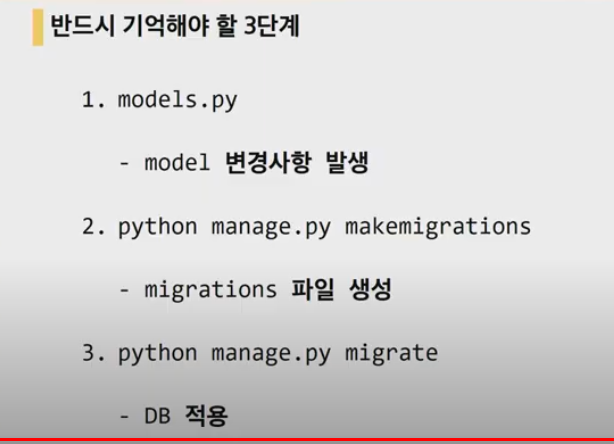 반드시 기억해야 할 3단계
1. models.py
- model 변경사항 발생
2. python manage.py makemigrations
- migrations 파일 생성
3. python manage.py migrate
- DB 적용